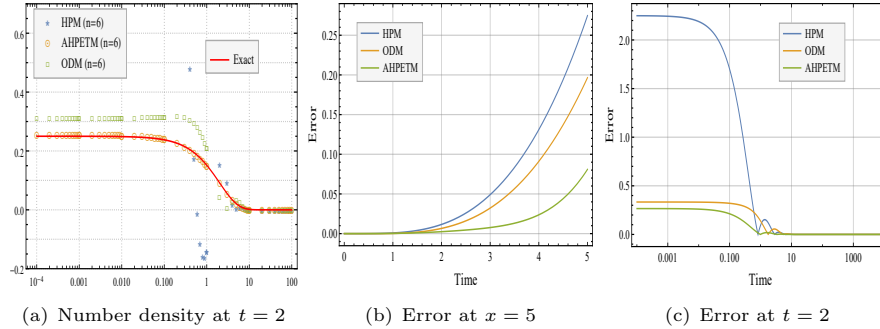 HPM (n=6)
AHPETM (n=6)
ODM (n=6)
Exact
0.6
0.4
0.2
0.0
-0.2
10⁻⁴
0.001
0.010
0.100
1
10
100
(a) Number density at t = 2
HPM
ODM
AHPETM
Error
0.25
0.20
0.15
0.10
0.05
0.00
0
1
2
3
4
5
Time
(b) Error at x = 5
HPM
ODM
AHPETM
Error
2.0
1.5
1.0
0.5
0.0
0.001
0.100
10
1000
Time
(c) Error at t = 2